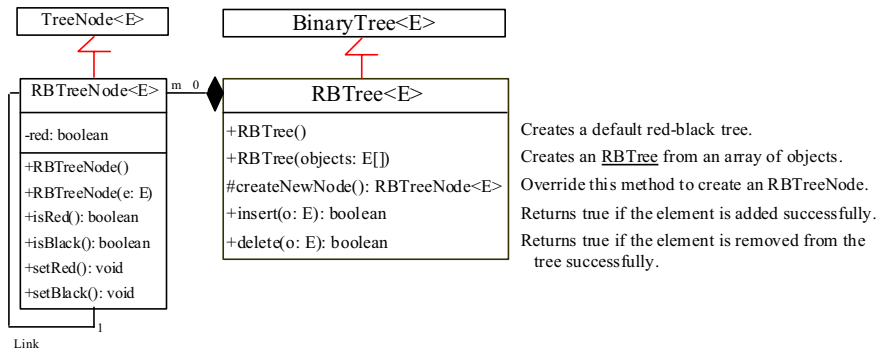 TreeNode<E>
BinaryTree<E>
RBTreeNode<E>
m 0
RBTree<E>
-red: boolean
+RBTreeNode()
+RBTreeNode(e: E)
+isRed(): boolean
+isBlack(): boolean
+setRed(): void
+setBlack(): void
1
Link
+RBTree()
+RBTree(objects: E[])
#createNewNode(): RBTreeNode<E>
+insert(o: E): boolean
+delete(o: E): boolean
Creates a default red-black tree.
Creates an RBTree from an array of objects.
Override this method to create an RBTreeNode.
Returns true if the element is added successfully.
Returns true if the element is removed from the
tree successfully.